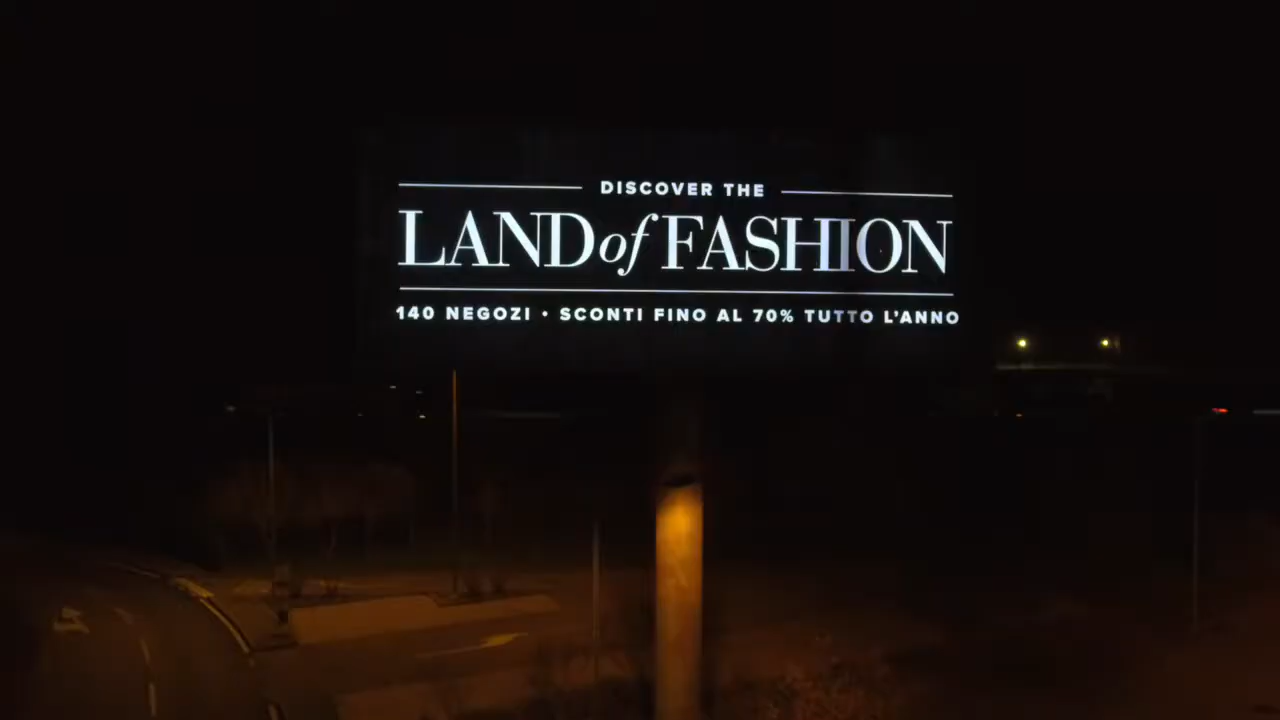 DISCOVER THE
LAND of FASHION
140 NEGOZI • SCONTI FINO AL 70% TUTTO L'ANNO